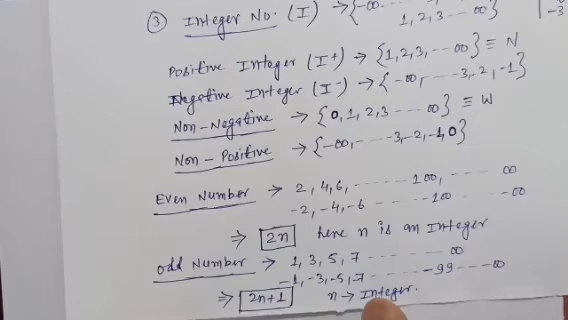 ③ Integer No. (I) → {-∞. 
1, 2, 3 --- ∞}
-3
Positive Integer (I+) → {1, 2, 3, --- ∞} ≡ N
Negative Integer (I-) → {-∞, ---- -3, -2, -1}
Non-Negative → {0, 1, 2, 3 ---- ∞} ≡ W
Non-Positive → {-∞, ---- -3, -2, -1, 0}
Even Number → 2, 4, 6, ------- 100, ---- ∞
-2, -4, -6 ------- -100 --- -∞
⇒ 2n here n is an Integer
odd Number → 1, 3, 5, 7 ---------- ∞
-1, -3, -5, -7 ------- -99 --- -∞
⇒ 2n+1 n → Integer.